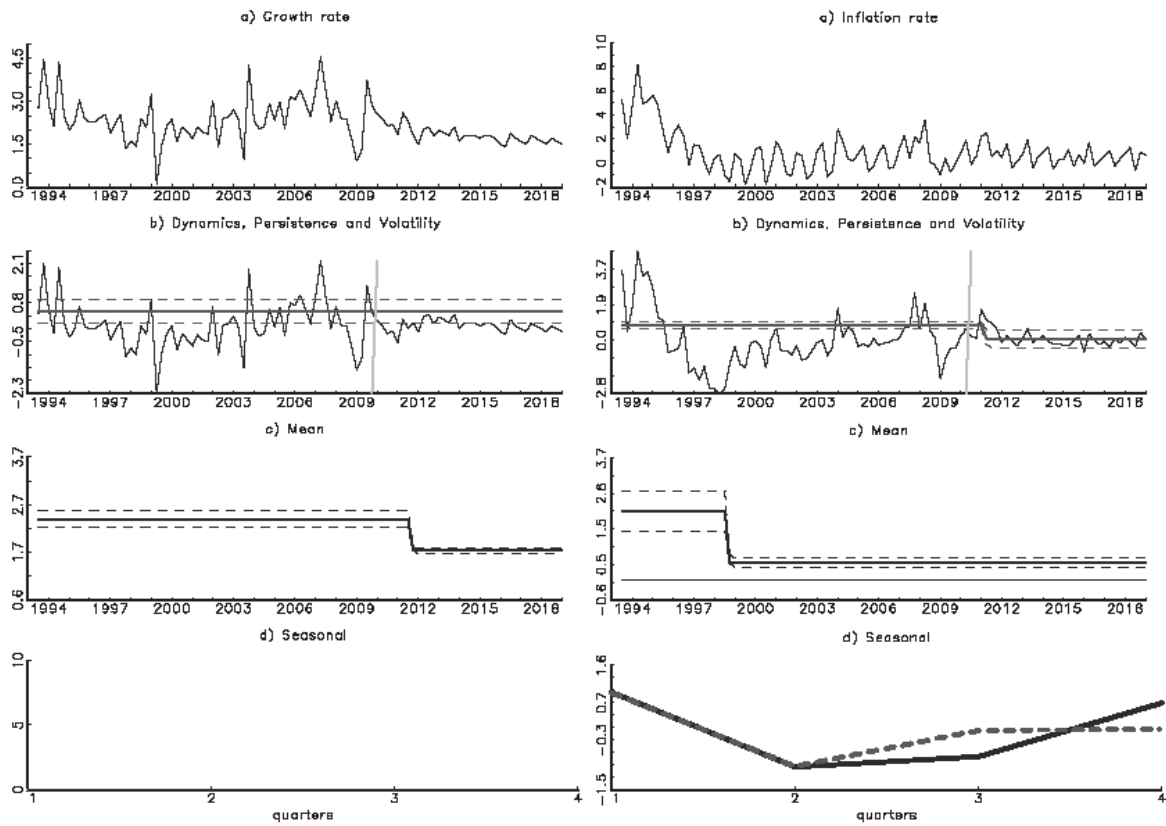 a) Growth rate
4.5
3.0
1.5
0.0
1994 1997 2000 2003 2006 2009 2012 2015 2018
b) Dynamics, Persistence and Volatility
2.1
0.8
-0.5
-2.3
1994 1997 2000 2003 2006 2009 2012 2015 2018
c) Mean
3.7
2.7
1.7
0.6
1994 1997 2000 2003 2006 2009 2012 2015 2018
d) Seasonal
10
5
0
1 2 3 4
quarters
a) Inflation rate
10
8
6
4
2
0
-2
1994 1997 2000 2003 2006 2009 2012 2015 2018
b) Dynamics, Persistence and Volatility
3.7
1.9
0.0
-2.8
1994 1997 2000 2003 2006 2009 2012 2015 2018
c) Mean
3.7
2.6
1.5
0.5
-0.6
1994 1997 2000 2003 2006 2009 2012 2015 2018
d) Seasonal
1.6
0.7
-0.3
-1.5
1 2 3 4
quarters